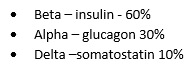 • Beta – insulin - 60%
• Alpha – glucagon 30%
• Delta –somatostatin 10%